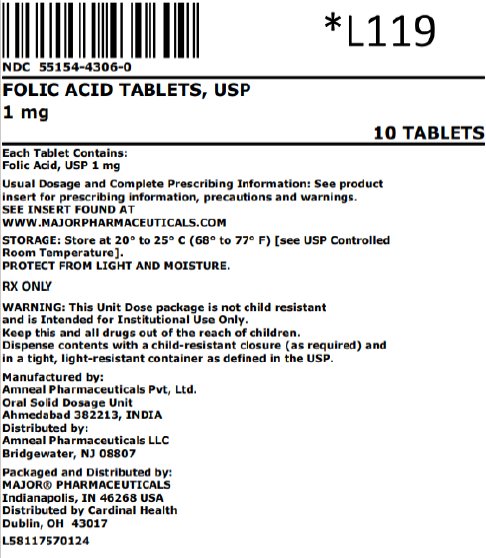 *L119
NDC 55154-4306-0
FOLIC ACID TABLETS, USP
1 mg
10 TABLETS
Each Tablet Contains:
Folic Acid, USP 1 mg
Usual Dosage and Complete Prescribing Information: See product
insert for prescribing information, precautions and warnings.
SEE INSERT FOUND AT
WWW.MAJORPHARMACEUTICALS.COM
STORAGE: Store at 20° to 25° C (68° to 77° F) [see USP Controlled
Room Temperature].
PROTECT FROM LIGHT AND MOISTURE.
RX ONLY
WARNING: This Unit Dose package is not child resistant
and is Intended for Institutional Use Only.
Keep this and all drugs out of the reach of children.
Dispense contents with a child-resistant closure (as required) and
in a tight, light-resistant container as defined in the USP.
Manufactured by:
Amneal Pharmaceuticals Pvt, Ltd.
Oral Solid Dosage Unit
Ahmedabad 382213, INDIA
Distributed by:
Amneal Pharmaceuticals LLC
Bridgewater, NJ 08807
Packaged and Distributed by:
MAJOR® PHARMACEUTICALS
Indianapolis, IN 46268 USA
Distributed by Cardinal Health
Dublin, OH 43017
L58117570124